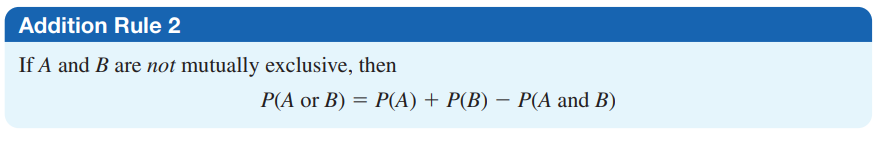 Addition Rule 2
If A and B are not mutually exclusive, then
P(A or B) = P(A) + P(B) − P(A and B)